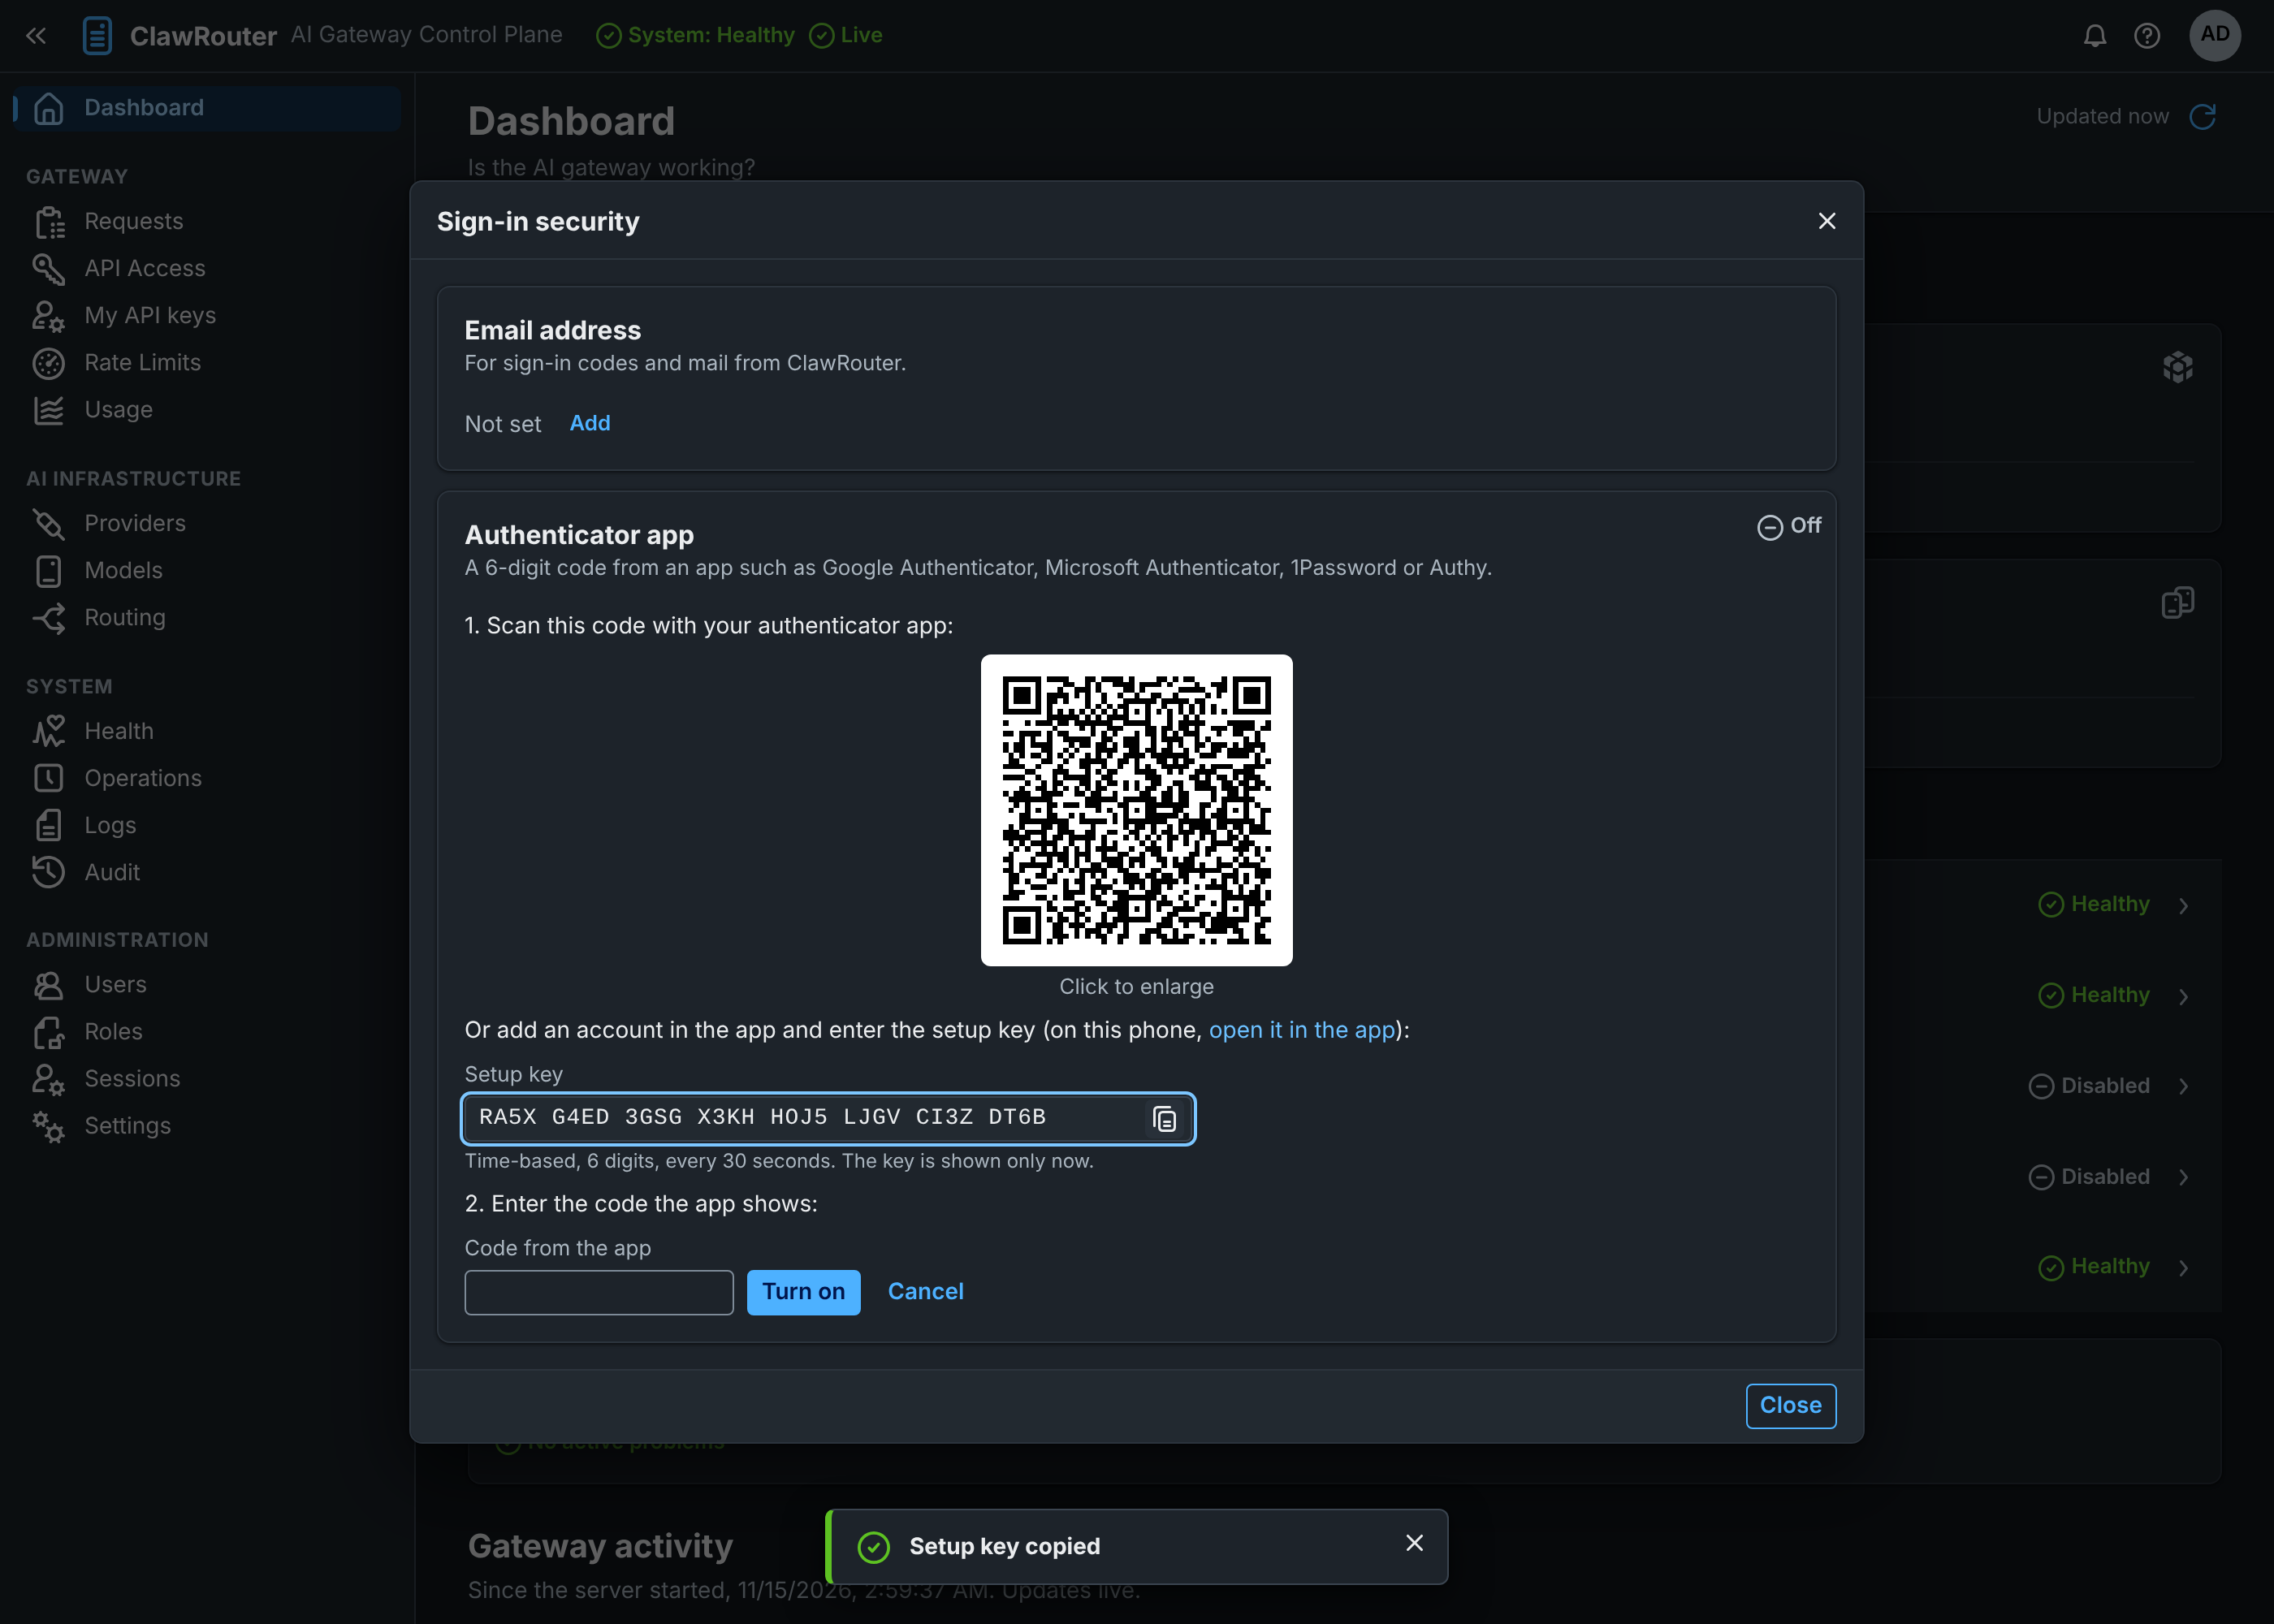 ClawRouter AI Gateway Control Plane System: Healthy Live AD
Dashboard
GATEWAY
Requests
API Access
My API keys
Rate Limits
Usage
AI INFRASTRUCTURE
Providers
Models
Routing
SYSTEM
Health
Operations
Logs
Audit
ADMINISTRATION
Users
Roles
Sessions
Settings
Dashboard
Updated now
Is the AI gateway working?
Sign-in security
Email address
For sign-in codes and mail from ClawRouter.
Not set Add
Authenticator app
Off
A 6-digit code from an app such as Google Authenticator, Microsoft Authenticator, 1Password or Authy.
1. Scan this code with your authenticator app:
Click to enlarge
Or add an account in the app and enter the setup key (on this phone, open it in the app):
Setup key
RA5X G4ED 3GSG X3KH HOJ5 LJGV CI3Z DT6B
Time-based, 6 digits, every 30 seconds. The key is shown only now.
2. Enter the code the app shows:
Code from the app
Turn on Cancel
Close
Healthy
Healthy
Disabled
Disabled
Healthy
No active problems
Gateway activity
Since the server started, 11/15/2026, 2:59:37 AM. Updates live.
Setup key copied